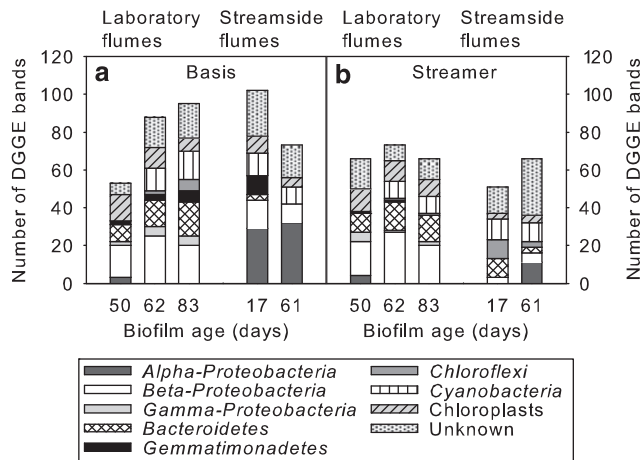 Laboratory flumes
Streamside flumes
Laboratory flumes
Streamside flumes
Number of DGGE bands
120
100
80
60
40
20
0
a
Basis
b
Streamer
120
100
80
60
40
20
0
Number of DGGE bands
50 62 83 17 61
50 62 83 17 61
Biofilm age (days)
Biofilm age (days)
Alpha-Proteobacteria
Beta-Proteobacteria
Gamma-Proteobacteria
Bacteroidetes
Gemmatimonadetes
Chloroflexi
Cyanobacteria
Chloroplasts
Unknown